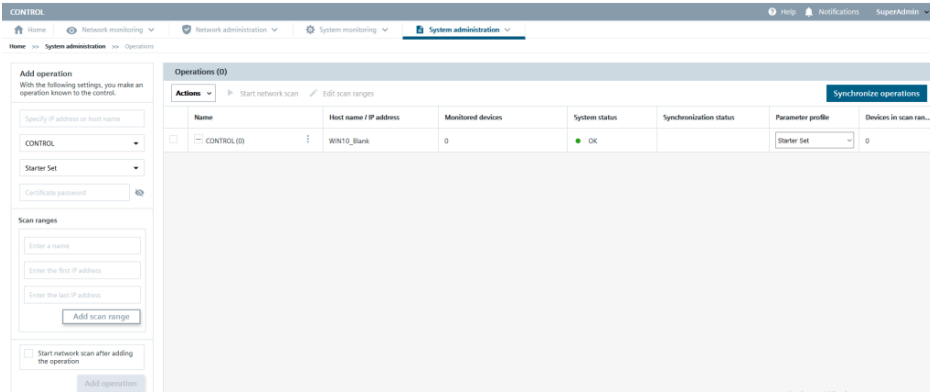 CONTROL
Help Notifications SuperAdmin
Home Network monitoring Network administration System monitoring System administration
Home >> System administration >> Operations
Add operation
With the following settings, you make an
operation known to the control.
Specify IP address or host name
CONTROL
Starter Set
Certificate password
Scan ranges
Enter a name
Enter the first IP address
Enter the last IP address
Add scan range
Start network scan after adding
the operation
Add operation
Operations (0)
Actions Start network scan Edit scan ranges Synchronize operations
Name Host name / IP address Monitored devices System status Synchronization status Parameter profile Devices in scan ran...
CONTROL (0) WIN10_Blank 0 OK Starter Set 0